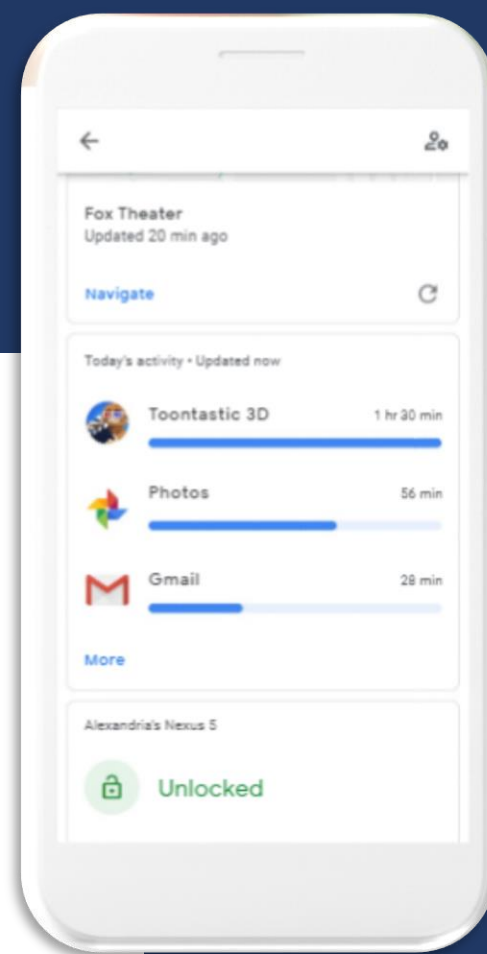 Fox Theater
Updated 20 min ago
Navigate
Today's activity • Updated now
Toontastic 3D 1 hr 30 min
Photos 56 min
Gmail 28 min
More
Alexandria's Nexus 5
Unlocked